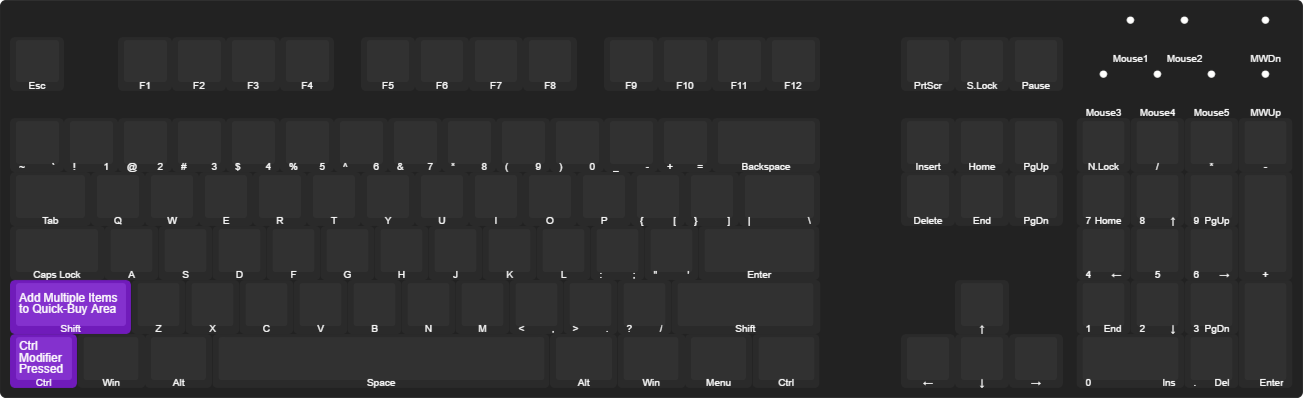 Mouse1 Mouse2 MWDn
Esc F1 F2 F3 F4 F5 F6 F7 F8 F9 F10 F11 F12 PrtScr S.Lock Pause
Mouse3 Mouse4 Mouse5 MWUp
~ ` ! 1 @ 2 # 3 $ 4 % 5 ^ 6 & 7 * 8 ( 9 ) 0 _ - + = Backspace Insert Home PgUp N.Lock / * -
Tab Q W E R T Y U I O P { [ } ] | \ Delete End PgDn 7 Home 8 ↑ 9 PgUp
Caps Lock A S D F G H J K L : ; " ' Enter 4 ← 5 6 → +
Add Multiple Items
to Quick-Buy Area
Shift Z X C V B N M < , > . ? / Shift ↑ 1 End 2 ↓ 3 PgDn
Ctrl
Modifier
Pressed
Ctrl Win Alt Space Alt Win Menu Ctrl ← ↓ → 0 Ins . Del Enter